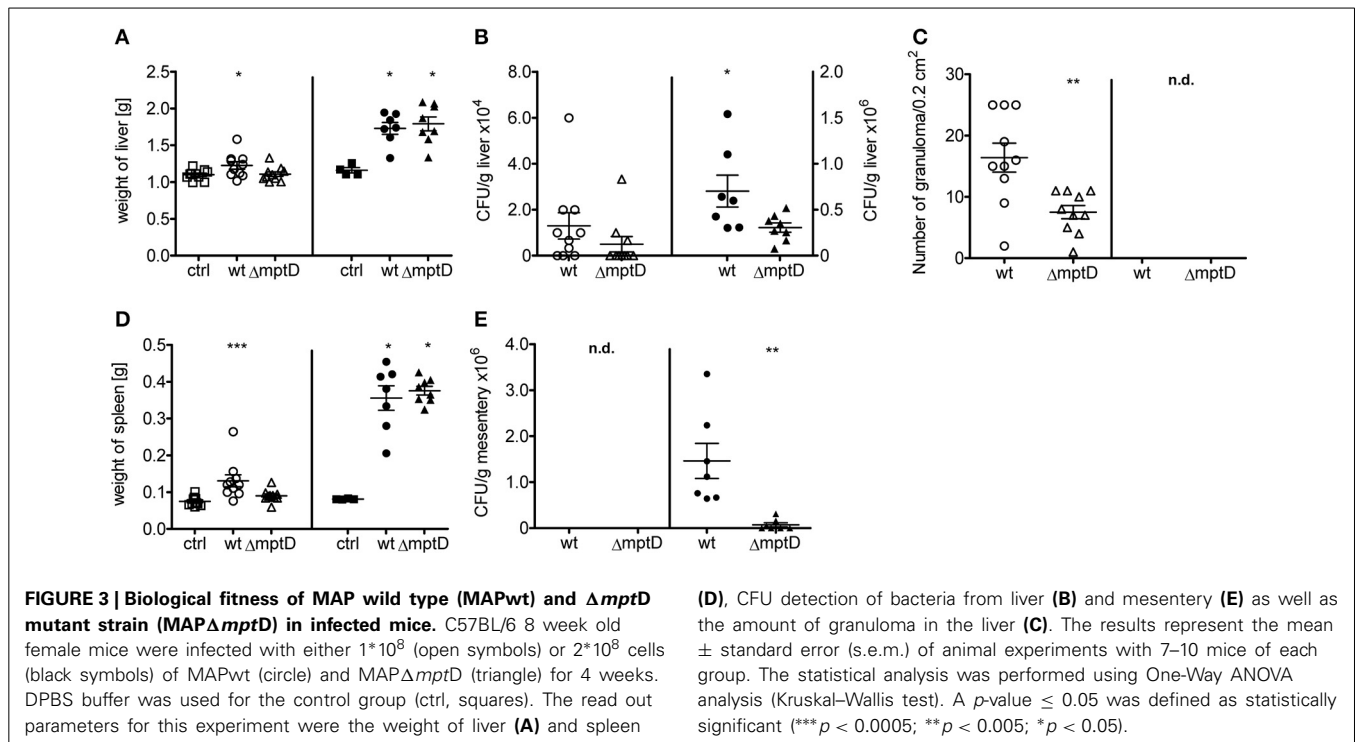 A
*
*
*
2.5
2.0
1.5
1.0
0.5
0.0
weight of liver [g]
ctrl
wt
ΔmptD
ctrl
wt
ΔmptD
B
*
8.0
6.0
4.0
2.0
0.0
CFU/g liver x10⁴
wt
ΔmptD
wt
ΔmptD
2.0
1.5
1.0
0.5
0.0
CFU/g liver x10⁶
C
**
n.d.
30
20
10
0
Number of granuloma/0.2 cm²
wt
ΔmptD
wt
ΔmptD
D
***
*
*
0.5
0.4
0.3
0.2
0.1
0.0
weight of spleen [g]
ctrl
wt
ΔmptD
ctrl
wt
ΔmptD
E
n.d.
**
4.0
3.0
2.0
1.0
0
CFU/g mesentery x10⁶
wt
ΔmptD
wt
ΔmptD
FIGURE 3 | Biological fitness of MAP wild type (MAPwt) and ΔmptD
mutant strain (MAPΔmptD) in infected mice. C57BL/6 8 week old
female mice were infected with either 1*10⁸ (open symbols) or 2*10⁸ cells
(black symbols) of MAPwt (circle) and MAPΔmptD (triangle) for 4 weeks.
DPBS buffer was used for the control group (ctrl, squares). The read out
parameters for this experiment were the weight of liver (A) and spleen
(D), CFU detection of bacteria from liver (B) and mesentery (E) as well as
the amount of granuloma in the liver (C). The results represent the mean
± standard error (s.e.m.) of animal experiments with 7–10 mice of each
group. The statistical analysis was performed using One-Way ANOVA
analysis (Kruskal–Wallis test). A p-value ≤ 0.05 was defined as statistically
significant (***p < 0.0005; **p < 0.005; *p < 0.05).